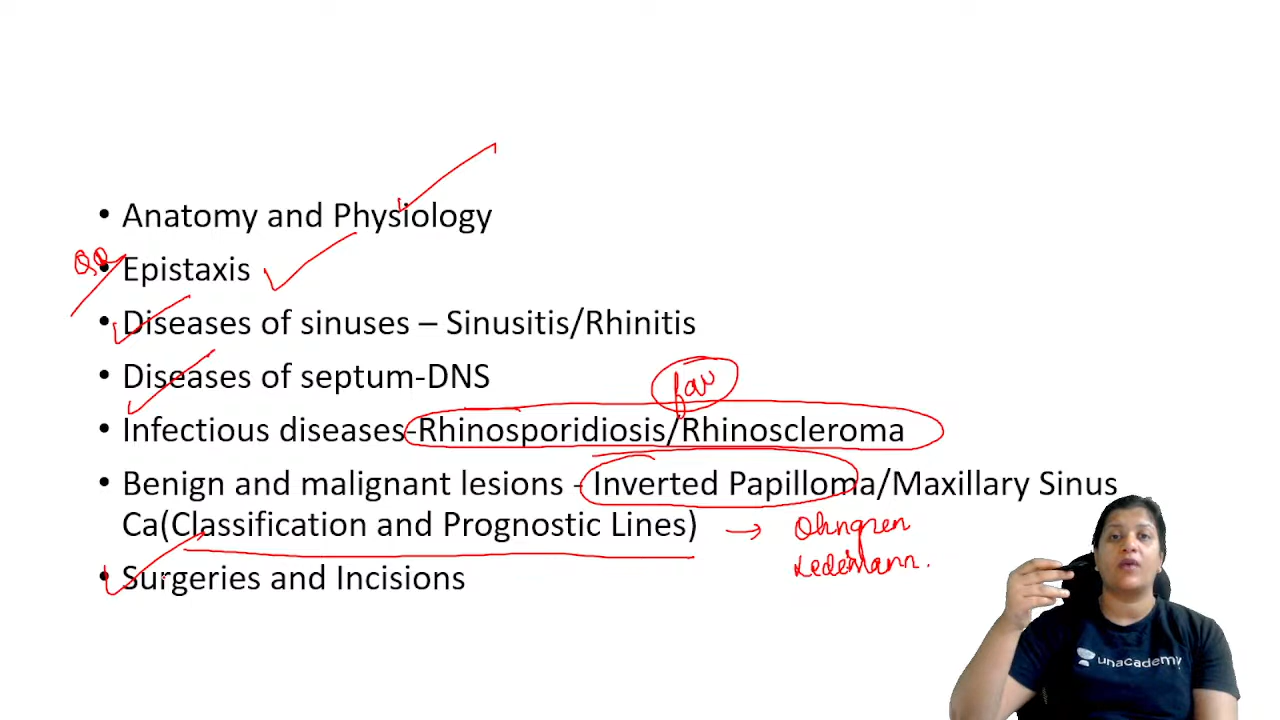 • Anatomy and Physiology
• Epistaxis
• Diseases of sinuses – Sinusitis/Rhinitis
• Diseases of septum-DNS
fav
• Infectious diseases-Rhinosporidiosis/Rhinoscleroma
• Benign and malignant lesions - Inverted Papilloma/Maxillary Sinus
Ca(Classification and Prognostic Lines) → Ohngren
Ledermann.
• Surgeries and Incisions
unacademy